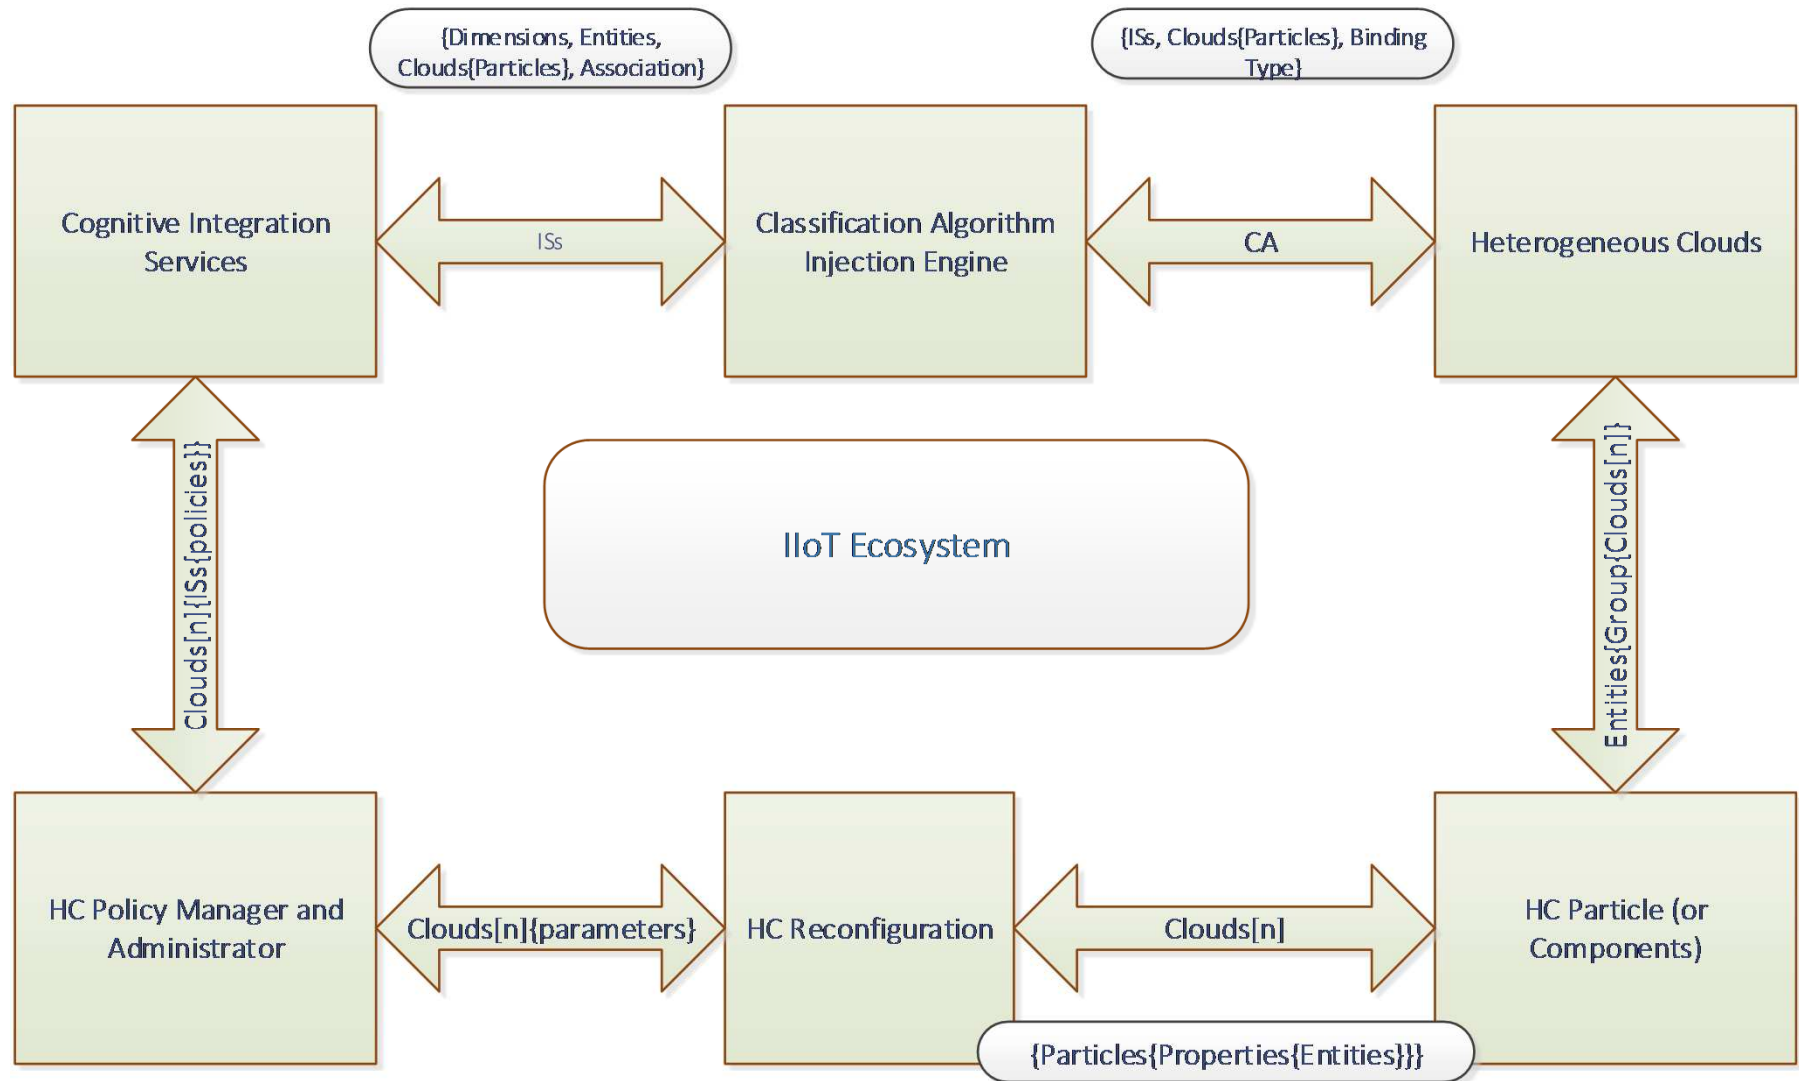 {Dimensions, Entities,
Clouds{Particles}, Association}
{ISs, Clouds{Particles}, Binding
Type}
Cognitive Integration
Services
ISs
Classification Algorithm
Injection Engine
CA
Heterogeneous Clouds
Clouds[n]{ISs{policies}}
IIoT Ecosystem
Entities{Group{Clouds[n]}
HC Policy Manager and
Administrator
Clouds[n]{parameters}
HC Reconfiguration
Clouds[n]
HC Particle (or
Components)
{Particles{Properties{Entities}}}